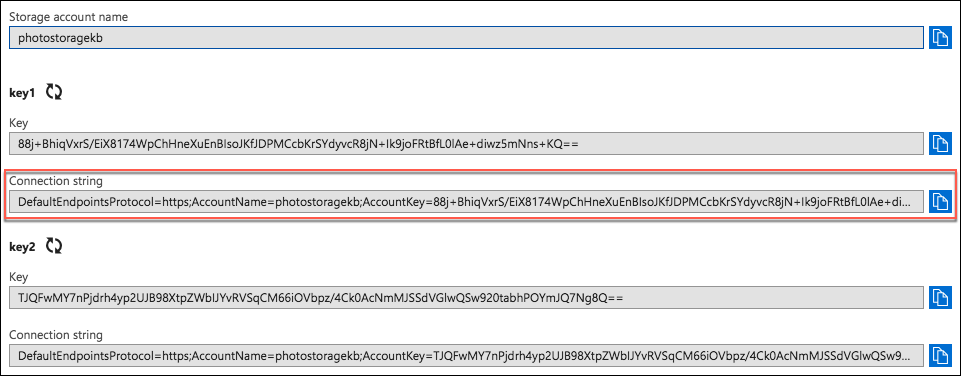 Storage account name
photostoragekb
key1
Key
88j+BhiqVxrS/EiX8174WpChHneXuEnBIsoJKfJDPMCcbKrSYdyvcR8jN+Ik9joFRtBfL0lAe+diwz5mNns+KQ==
Connection string
DefaultEndpointsProtocol=https;AccountName=photostoragekb;AccountKey=88j+BhiqVxrS/EiX8174WpChHneXuEnBIsoJKfJDPMCcbKrSYdyvcR8jN+Ik9joFRtBfL0lAe+di...
key2
Key
TJQFwMY7nPjdrh4yp2UJB98XtpZWbIJYvRVSqCM66iOVbpz/4Ck0AcNmMJSSdVGlwQSw920tabhPOYmJQ7Ng8Q==
Connection string
DefaultEndpointsProtocol=https;AccountName=photostoragekb;AccountKey=TJQFwMY7nPjdrh4yp2UJB98XtpZWbIJYvRVSqCM66iOVbpz/4Ck0AcNmMJSSdVGlwQSw9...